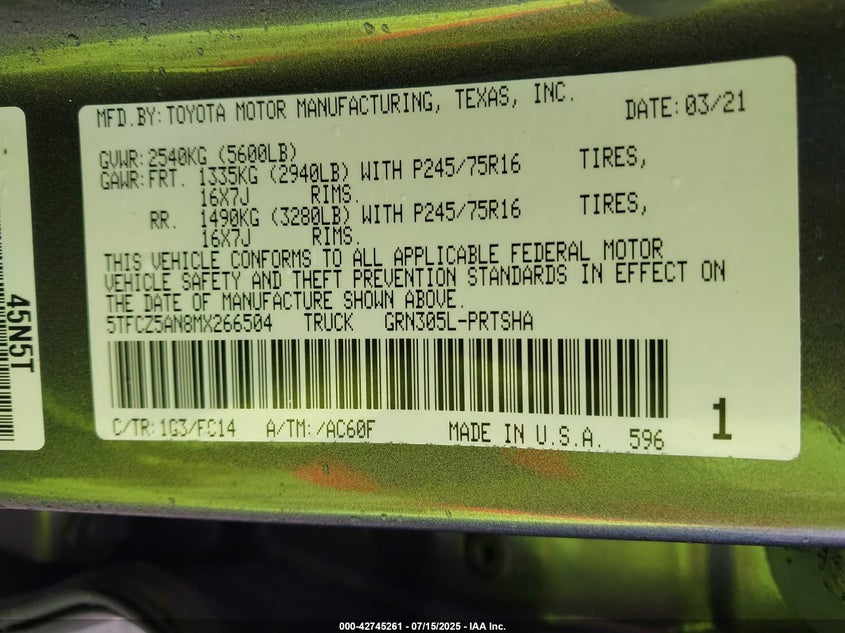 MFD.BY:TOYOTA MOTOR MANUFACTURING, TEXAS, INC. DATE:03/21
GVWR:2540KG (5600LB)
GAWR:FRT. 1335KG (2940LB) WITH P245/75R16 TIRES,
16X7J RIMS.
RR. 1490KG (3280LB) WITH P245/75R16 TIRES,
16X7J RIMS.
THIS VEHICLE CONFORMS TO ALL APPLICABLE FEDERAL MOTOR
VEHICLE SAFETY AND THEFT PREVENTION STANDARDS IN EFFECT ON
THE DATE OF MANUFACTURE SHOWN ABOVE.
5TFCZ5AN8MX266504 TRUCK GRN305L-PRTSHA
C/TR:1G3/FC14 A/TM:/AC60F MADE IN U.S.A. 596 1
45N5T
000-42745261 - 07/15/2025 - IAA Inc.